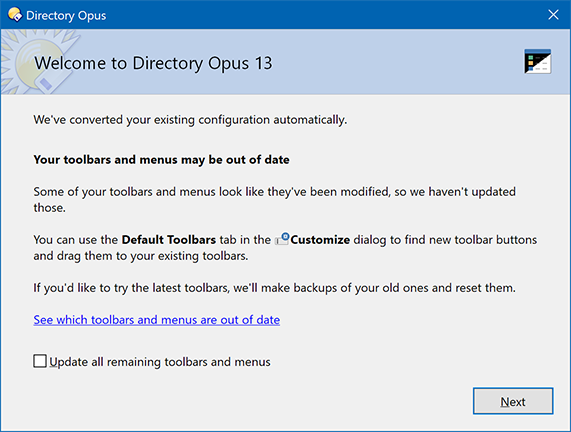 Directory Opus
Welcome to Directory Opus 13
We've converted your existing configuration automatically.
Your toolbars and menus may be out of date
Some of your toolbars and menus look like they've been modified, so we haven't updated
those.
You can use the Default Toolbars tab in the Customize dialog to find new toolbar buttons
and drag them to your existing toolbars.
If you'd like to try the latest toolbars, we'll make backups of your old ones and reset them.
See which toolbars and menus are out of date
Update all remaining toolbars and menus
Next